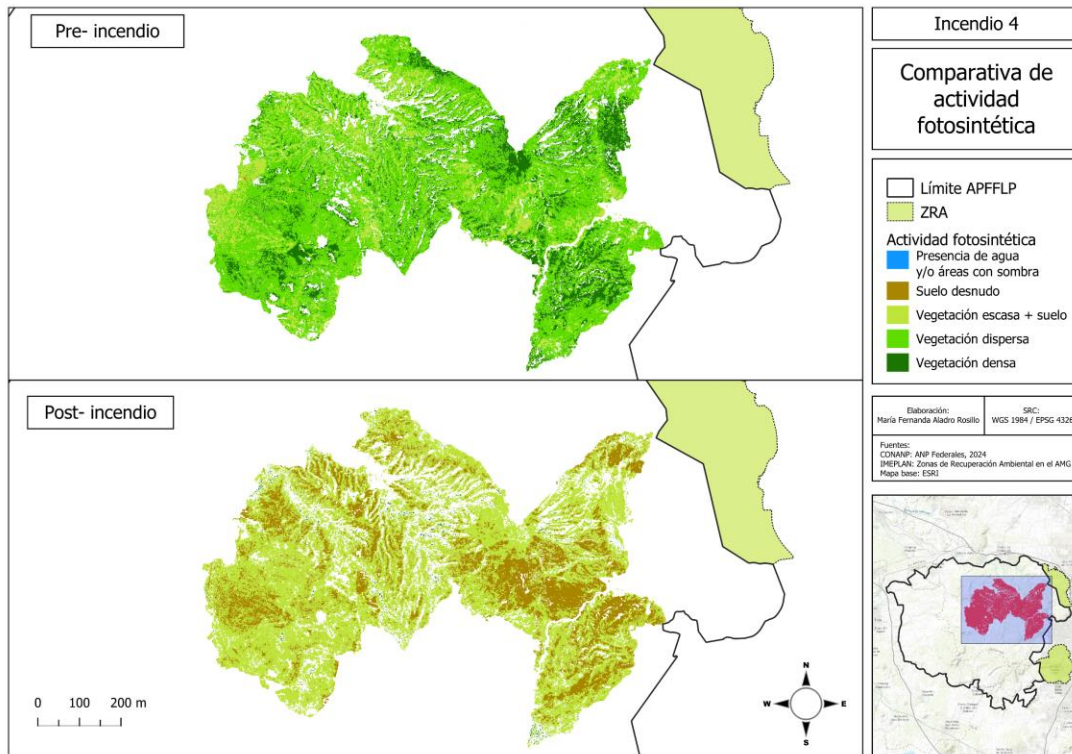 Pre- incendio
Post- incendio
0 100 200 m
N
W E
S
Incendio 4
Comparativa de
actividad
fotosintética
Límite APFFLP
ZRA
Actividad fotosintética
Presencia de agua
y/o áreas con sombra
Suelo desnudo
Vegetación escasa + suelo
Vegetación dispersa
Vegetación densa
Elaboración:
María Fernanda Aladro Rosillo
SRC:
WGS 1984 / EPSG 4326
Fuentes:
CONANP: ANP Federales, 2024
IMEPLAN: Zonas de Recuperación Ambiental en el AMG
Mapa base: ESRI